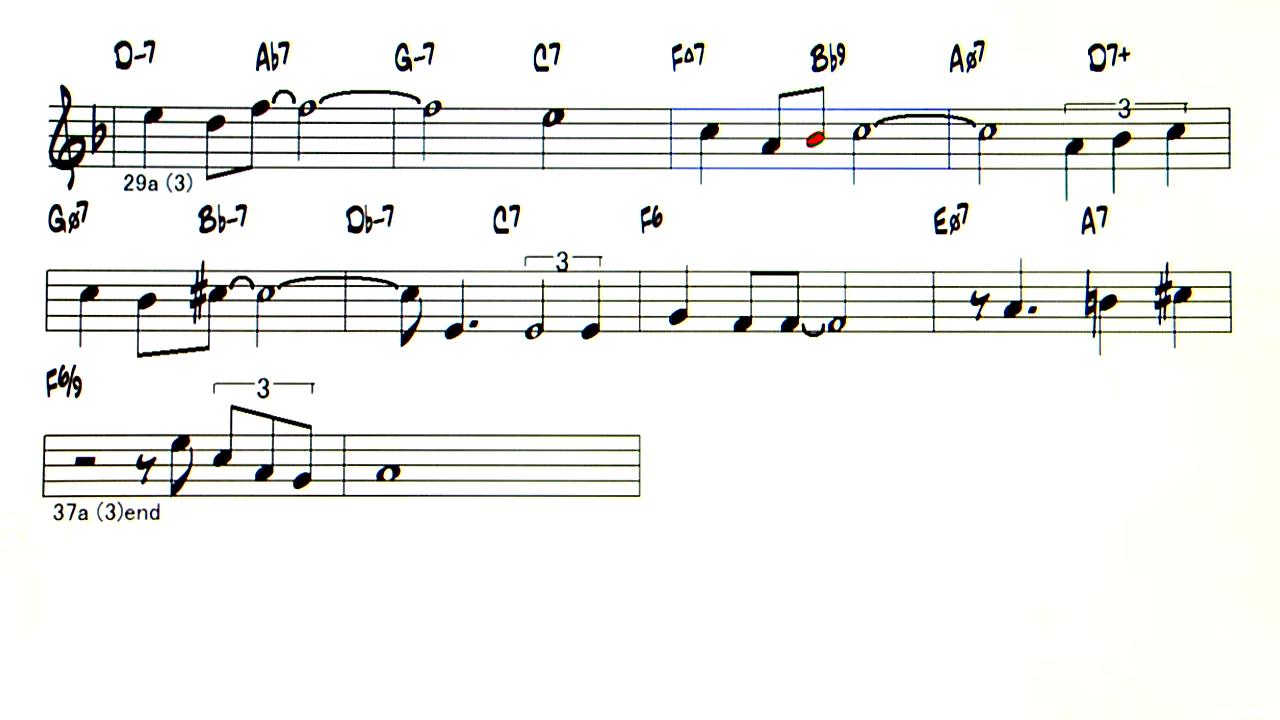 D-7 Ab7 G-7 C7 F△7 Bb9 Aø7 D7+
3
29a (3)
Gø7 Bb-7 Db-7 C7 F6 Eø7 A7
3
F6/9
3
37a (3)end